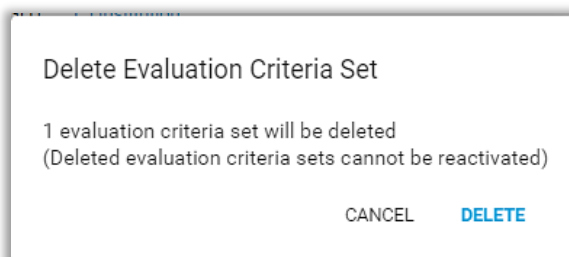 Delete Evaluation Criteria Set
1 evaluation criteria set will be deleted
(Deleted evaluation criteria sets cannot be reactivated)
CANCEL DELETE